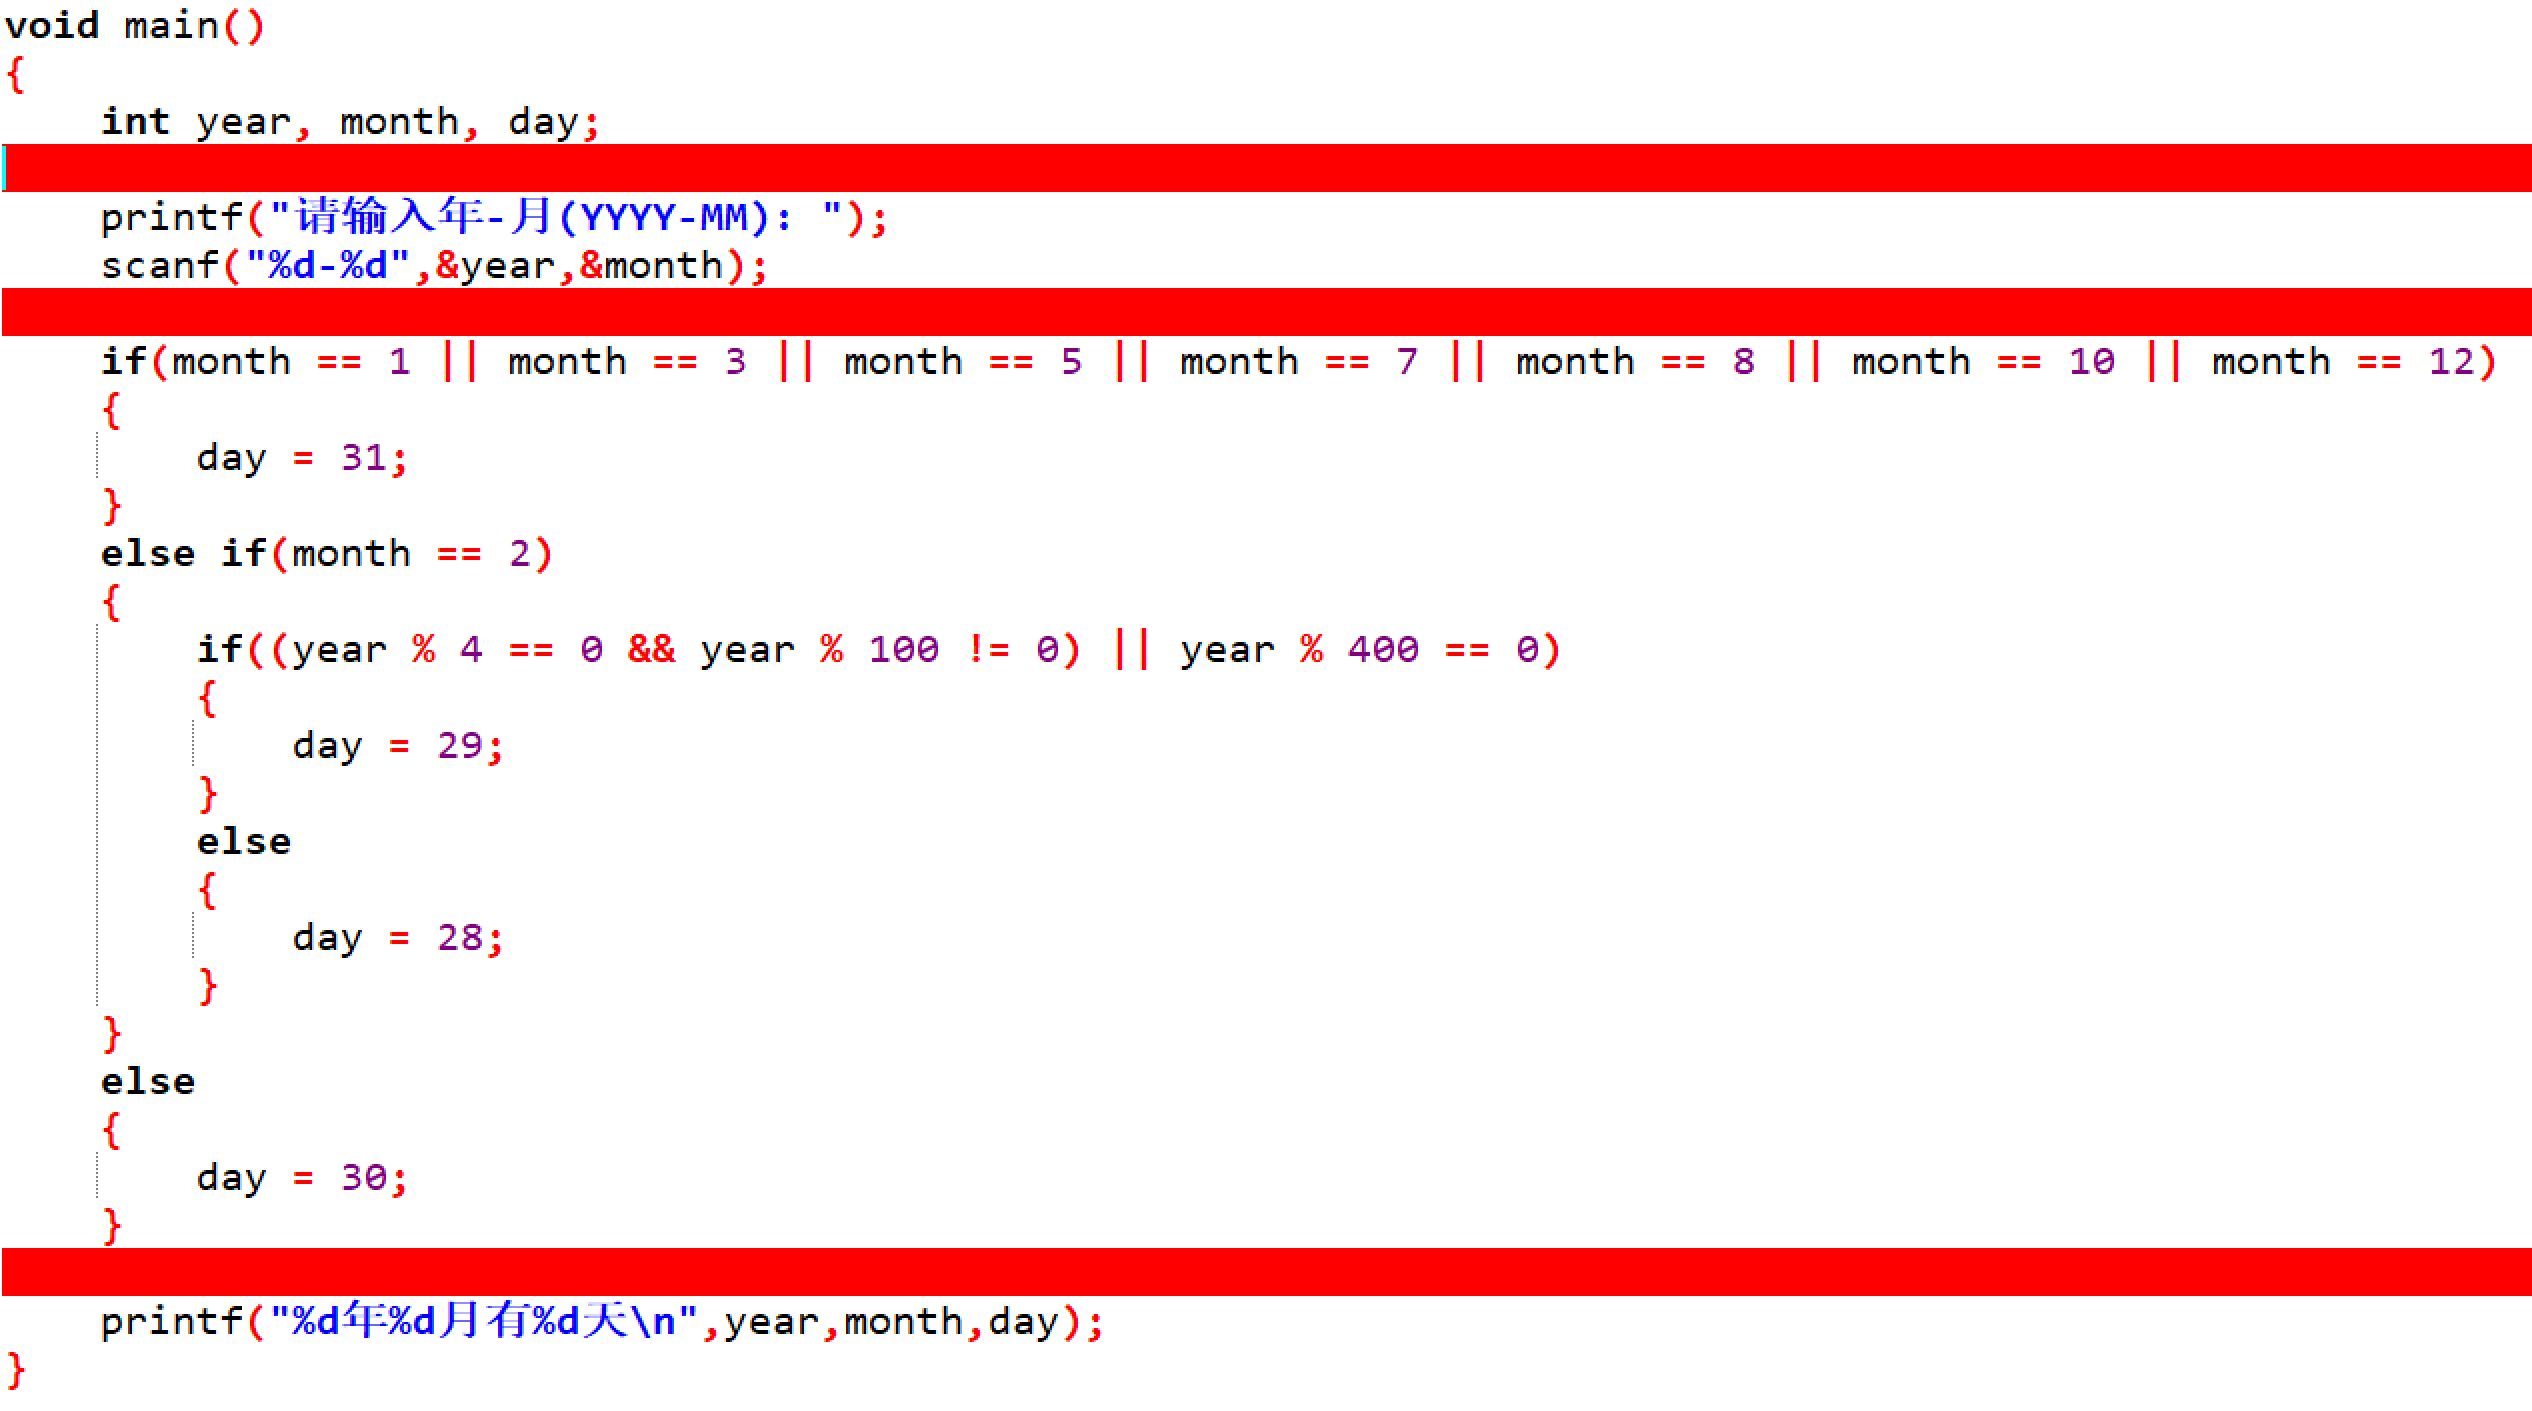 void main()
{
    int year, month, day;
    printf("请输入年-月(YYYY-MM): ");
    scanf("%d-%d",&year,&month);
    if(month == 1 || month == 3 || month == 5 || month == 7 || month == 8 || month == 10 || month == 12)
    {
        day = 31;
    }
    else if(month == 2)
    {
        if((year % 4 == 0 && year % 100 != 0) || year % 400 == 0)
        {
            day = 29;
        }
        else
        {
            day = 28;
        }
    }
    else
    {
        day = 30;
    }
    printf("%d年%d月有%d天\n",year,month,day);
}